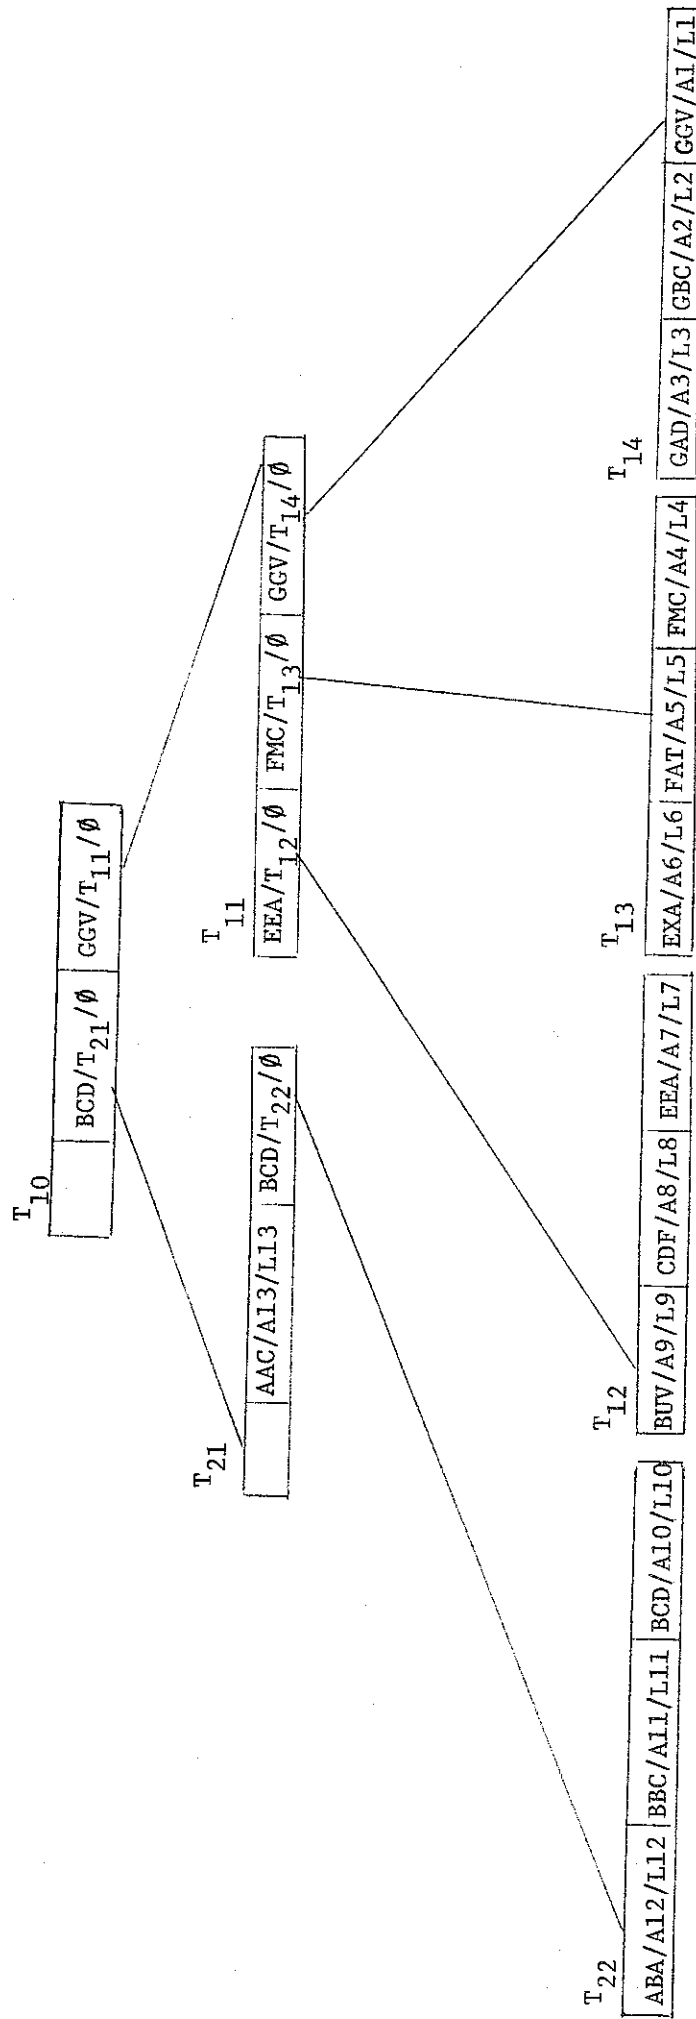 T10
BCD/T21/Ø GGV/T11/Ø
T21
AAC/A13/L13 BCD/T22/Ø
T11
EEA/T12/Ø FMC/T13/Ø GGV/T14/Ø
T22
ABA/A12/L12 BBC/A11/L11 BCD/A10/L10
T12
BUV/A9/L9 CDF/A8/L8 EEA/A7/L7
T13
EXA/A6/L6 FAT/A5/L5 FMC/A4/L4
T14
GAD/A3/L3 GBC/A2/L2 GGV/A1/L1